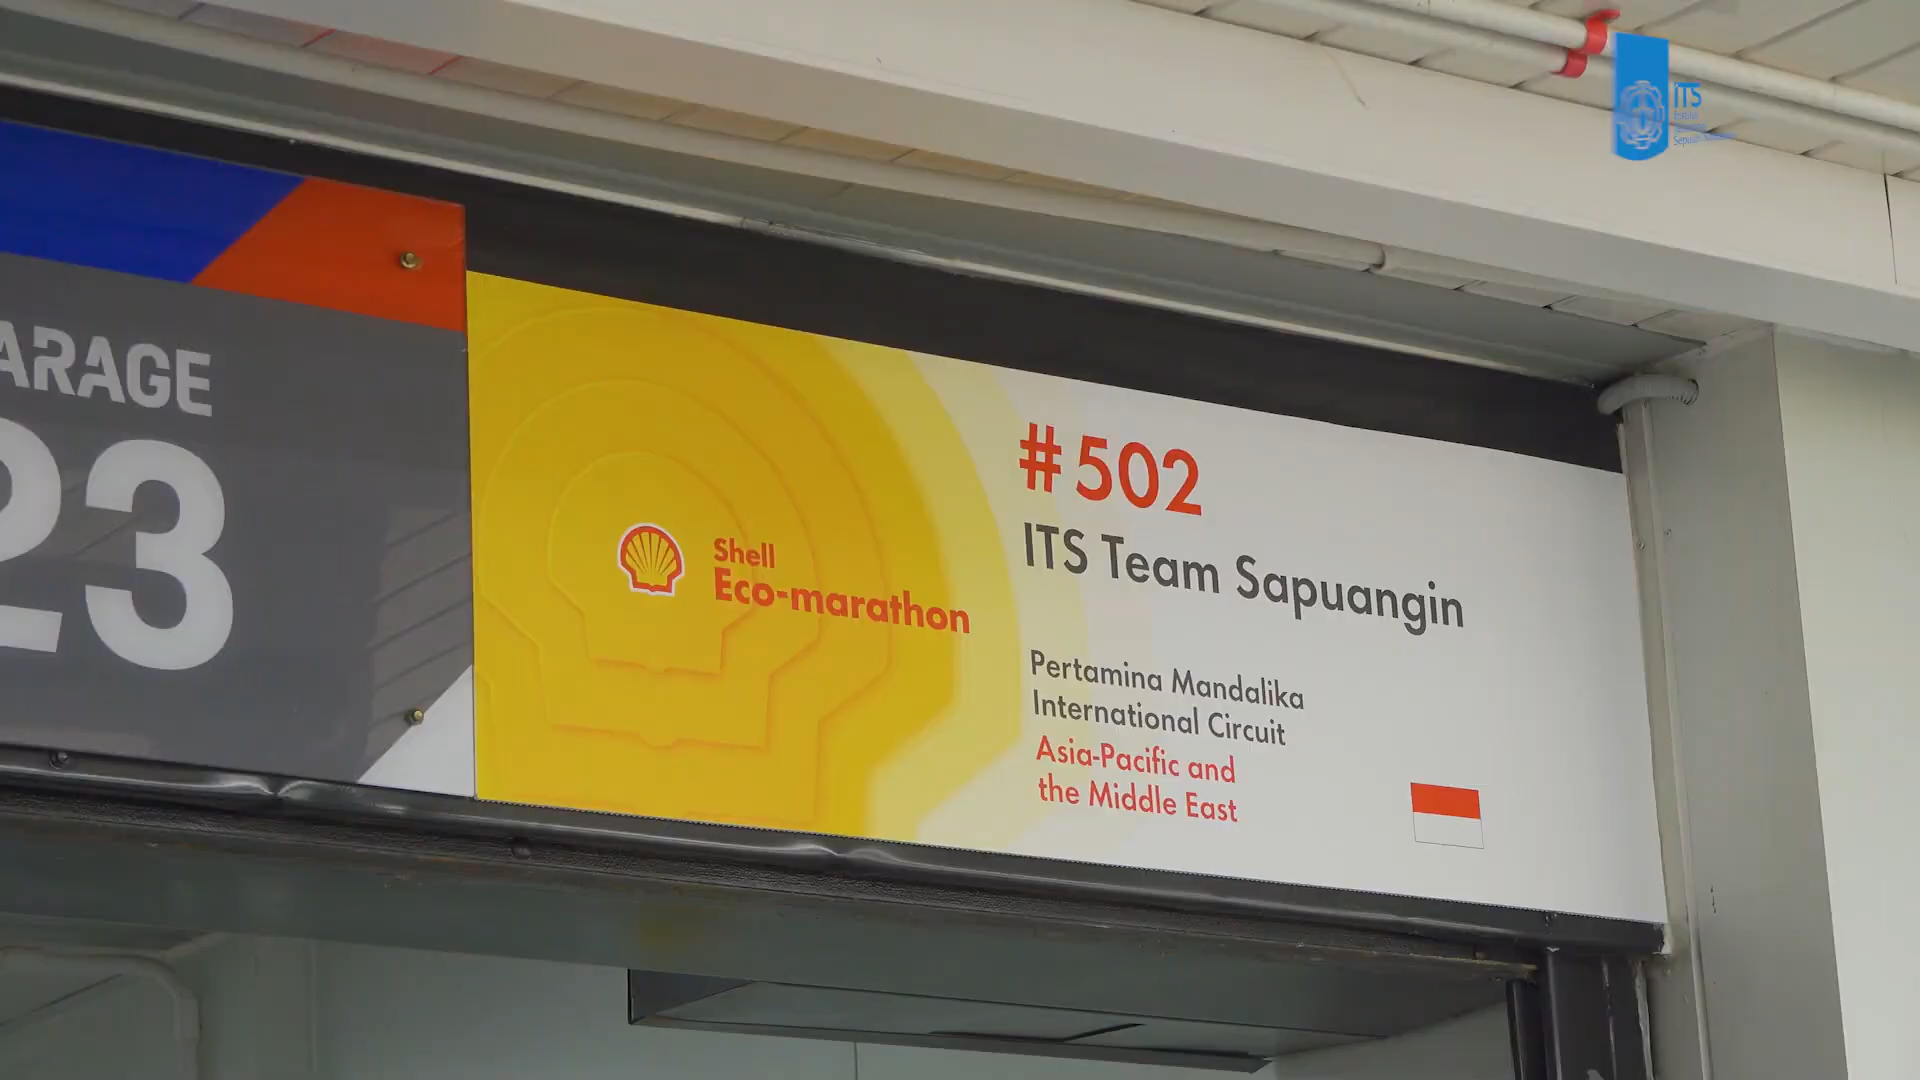 ARAGE
23
Shell
Eco-marathon
#502
ITS Team Sapuangin
Pertamina Mandalika
International Circuit
Asia-Pacific and
the Middle East
ITS
Institut